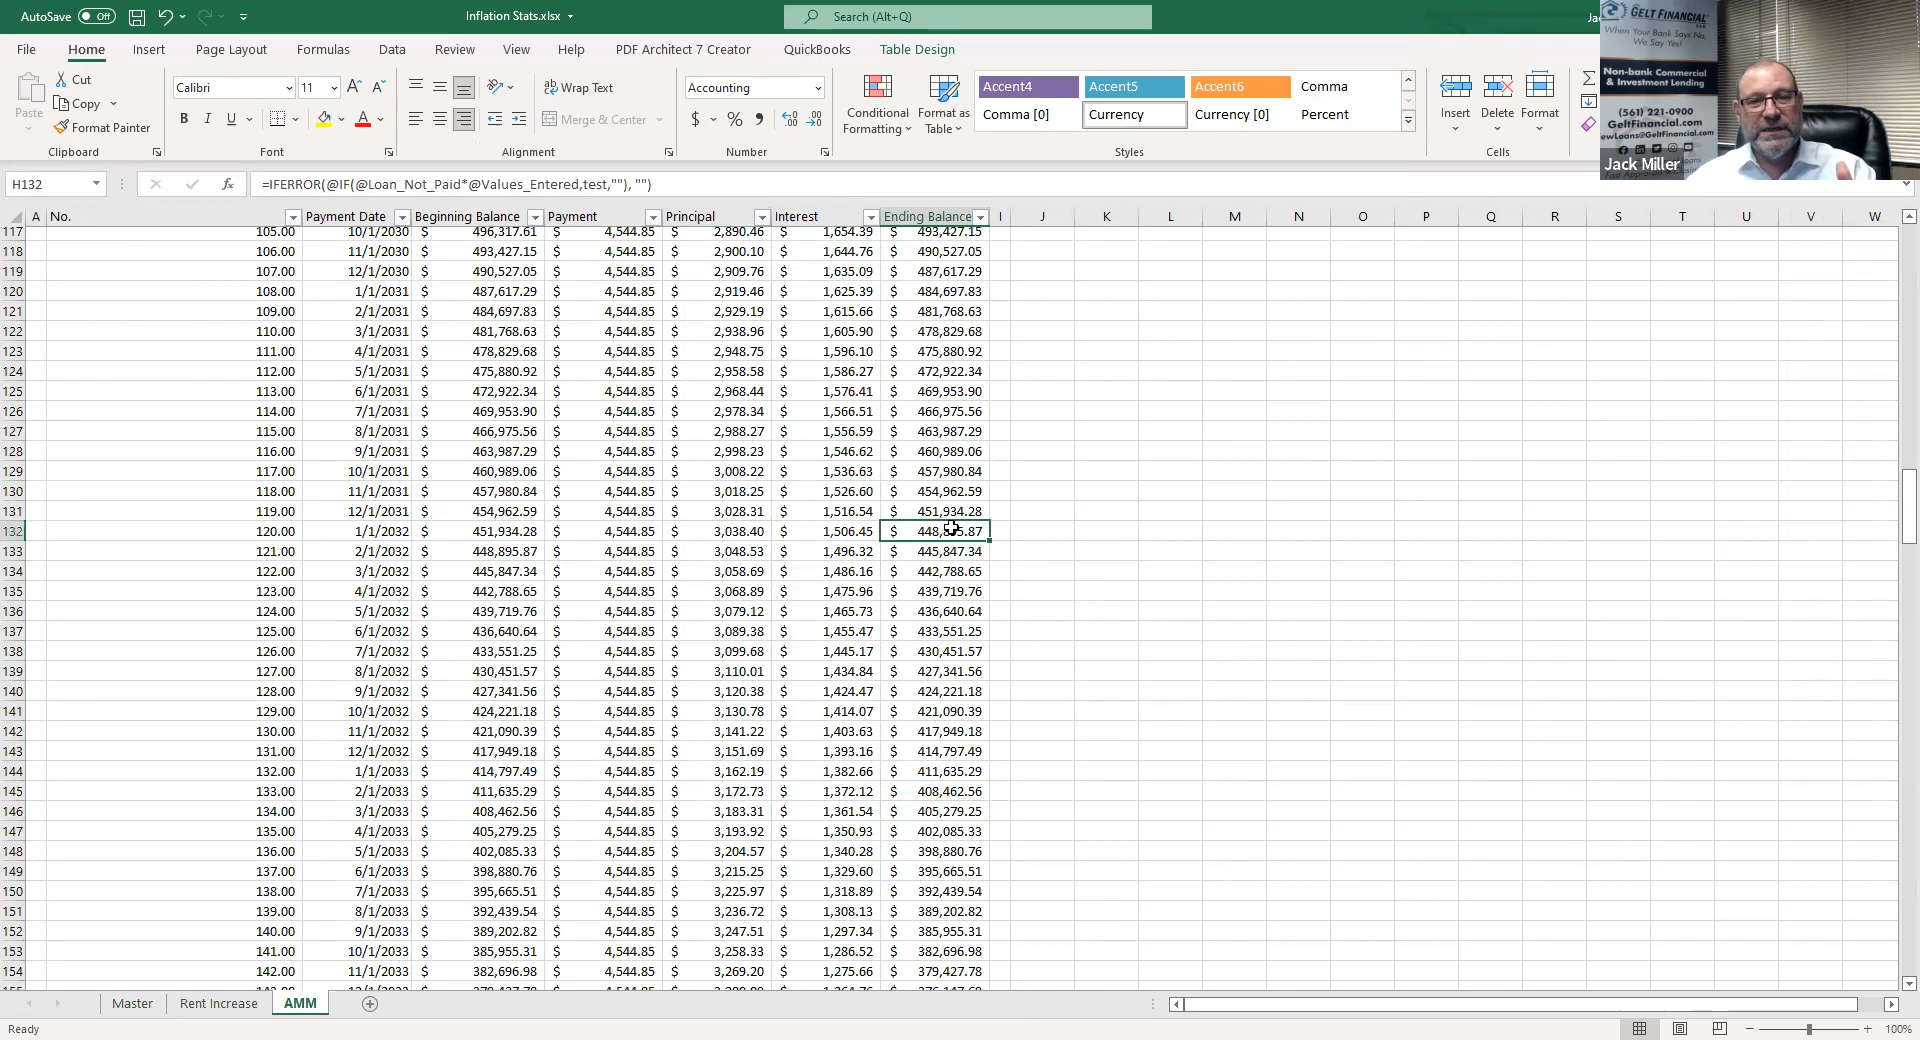 AutoSave Off Inflation Stats.xlsx Search (Alt+Q)
File Home Insert Page Layout Formulas Data Review View Help PDF Architect 7 Creator QuickBooks Table Design
Paste Cut Copy Format Painter Clipboard
Calibri 11 A A B I U A Font
ab Wrap Text Merge & Center Alignment
Accounting $ % Number
Conditional Formatting Format as Table
Accent4 Accent5 Accent6 Comma
Comma [0] Currency Currency [0] Percent
Styles
Insert Delete Format Cells
GELT FINANCIAL
When Your Bank Says No,
We Say Yes!
Non-bank Commercial
& Investment Lending
(561) 221-0900
GeltFinancial.com
ewLoans@GeltFinancial.com
Jack Miller
H132 fx =IFERROR(@IF(@Loan_Not_Paid*@Values_Entered,test,""), "")
A No. Payment Date Beginning Balance Payment Principal Interest Ending Balance I J K L M N O P Q R S T U V W
117 105.00 10/1/2030 $ 496,317.61 $ 4,544.85 $ 2,890.46 $ 1,654.39 $ 493,427.15
118 106.00 11/1/2030 $ 493,427.15 $ 4,544.85 $ 2,900.10 $ 1,644.76 $ 490,527.05
119 107.00 12/1/2030 $ 490,527.05 $ 4,544.85 $ 2,909.76 $ 1,635.09 $ 487,617.29
120 108.00 1/1/2031 $ 487,617.29 $ 4,544.85 $ 2,919.46 $ 1,625.39 $ 484,697.83
121 109.00 2/1/2031 $ 484,697.83 $ 4,544.85 $ 2,929.19 $ 1,615.66 $ 481,768.63
122 110.00 3/1/2031 $ 481,768.63 $ 4,544.85 $ 2,938.96 $ 1,605.90 $ 478,829.68
123 111.00 4/1/2031 $ 478,829.68 $ 4,544.85 $ 2,948.75 $ 1,596.10 $ 475,880.92
124 112.00 5/1/2031 $ 475,880.92 $ 4,544.85 $ 2,958.58 $ 1,586.27 $ 472,922.34
125 113.00 6/1/2031 $ 472,922.34 $ 4,544.85 $ 2,968.44 $ 1,576.41 $ 469,953.90
126 114.00 7/1/2031 $ 469,953.90 $ 4,544.85 $ 2,978.34 $ 1,566.51 $ 466,975.56
127 115.00 8/1/2031 $ 466,975.56 $ 4,544.85 $ 2,988.27 $ 1,556.59 $ 463,987.29
128 116.00 9/1/2031 $ 463,987.29 $ 4,544.85 $ 2,998.23 $ 1,546.62 $ 460,989.06
129 117.00 10/1/2031 $ 460,989.06 $ 4,544.85 $ 3,008.22 $ 1,536.63 $ 457,980.84
130 118.00 11/1/2031 $ 457,980.84 $ 4,544.85 $ 3,018.25 $ 1,526.60 $ 454,962.59
131 119.00 12/1/2031 $ 454,962.59 $ 4,544.85 $ 3,028.31 $ 1,516.54 $ 451,934.28
132 120.00 1/1/2032 $ 451,934.28 $ 4,544.85 $ 3,038.40 $ 1,506.45 $ 448,895.87
133 121.00 2/1/2032 $ 448,895.87 $ 4,544.85 $ 3,048.53 $ 1,496.32 $ 445,847.34
134 122.00 3/1/2032 $ 445,847.34 $ 4,544.85 $ 3,058.69 $ 1,486.16 $ 442,788.65
135 123.00 4/1/2032 $ 442,788.65 $ 4,544.85 $ 3,068.89 $ 1,475.96 $ 439,719.76
136 124.00 5/1/2032 $ 439,719.76 $ 4,544.85 $ 3,079.12 $ 1,465.73 $ 436,640.64
137 125.00 6/1/2032 $ 436,640.64 $ 4,544.85 $ 3,089.38 $ 1,455.47 $ 433,551.25
138 126.00 7/1/2032 $ 433,551.25 $ 4,544.85 $ 3,099.68 $ 1,445.17 $ 430,451.57
139 127.00 8/1/2032 $ 430,451.57 $ 4,544.85 $ 3,110.01 $ 1,434.84 $ 427,341.56
140 128.00 9/1/2032 $ 427,341.56 $ 4,544.85 $ 3,120.38 $ 1,424.47 $ 424,221.18
141 129.00 10/1/2032 $ 424,221.18 $ 4,544.85 $ 3,130.78 $ 1,414.07 $ 421,090.39
142 130.00 11/1/2032 $ 421,090.39 $ 4,544.85 $ 3,141.22 $ 1,403.63 $ 417,949.18
143 131.00 12/1/2032 $ 417,949.18 $ 4,544.85 $ 3,151.69 $ 1,393.16 $ 414,797.49
144 132.00 1/1/2033 $ 414,797.49 $ 4,544.85 $ 3,162.19 $ 1,382.66 $ 411,635.29
145 133.00 2/1/2033 $ 411,635.29 $ 4,544.85 $ 3,172.73 $ 1,372.12 $ 408,462.56
146 134.00 3/1/2033 $ 408,462.56 $ 4,544.85 $ 3,183.31 $ 1,361.54 $ 405,279.25
147 135.00 4/1/2033 $ 405,279.25 $ 4,544.85 $ 3,193.92 $ 1,350.93 $ 402,085.33
148 136.00 5/1/2033 $ 402,085.33 $ 4,544.85 $ 3,204.57 $ 1,340.28 $ 398,880.76
149 137.00 6/1/2033 $ 398,880.76 $ 4,544.85 $ 3,215.25 $ 1,329.60 $ 395,665.51
150 138.00 7/1/2033 $ 395,665.51 $ 4,544.85 $ 3,225.97 $ 1,318.89 $ 392,439.54
151 139.00 8/1/2033 $ 392,439.54 $ 4,544.85 $ 3,236.72 $ 1,308.13 $ 389,202.82
152 140.00 9/1/2033 $ 389,202.82 $ 4,544.85 $ 3,247.51 $ 1,297.34 $ 385,955.31
153 141.00 10/1/2033 $ 385,955.31 $ 4,544.85 $ 3,258.33 $ 1,286.52 $ 382,696.98
154 142.00 11/1/2033 $ 382,696.98 $ 4,544.85 $ 3,269.20 $ 1,275.66 $ 379,427.78
Master Rent Increase AMM
Ready 100%